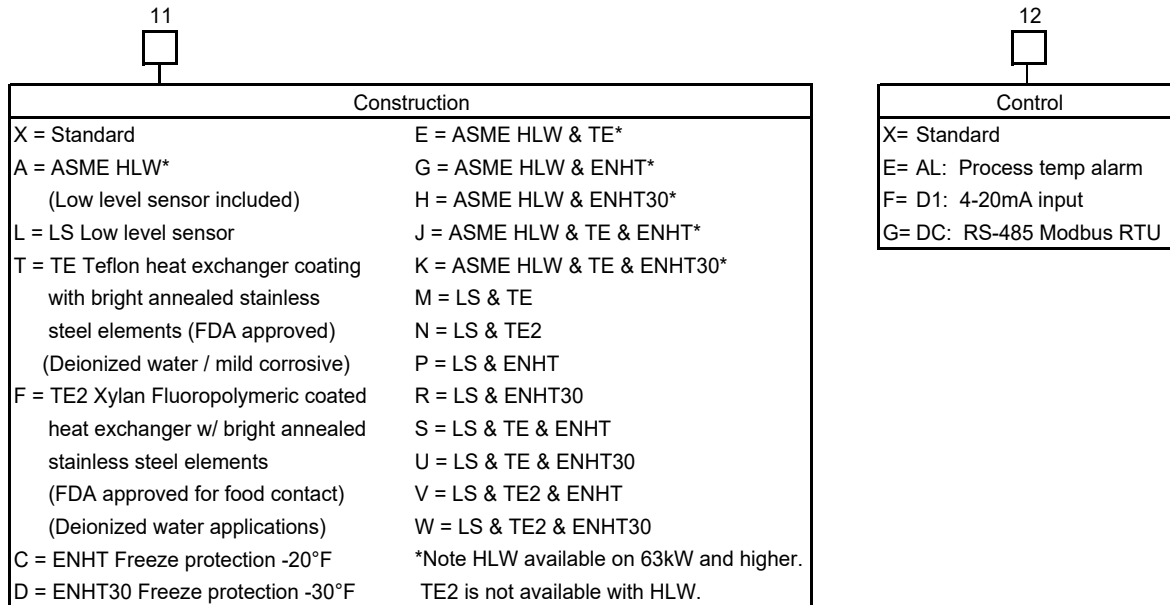 11
Construction
X = Standard
A = ASME HLW*
(Low level sensor included)
L = LS Low level sensor
T = TE Teflon heat exchanger coating
with bright annealed stainless
steel elements (FDA approved)
(Deionized water / mild corrosive)
F = TE2 Xylan Fluoropolymeric coated
heat exchanger w/ bright annealed
stainless steel elements
(FDA approved for food contact)
(Deionized water applications)
C = ENHT Freeze protection -20°F
D = ENHT30 Freeze protection -30°F
E = ASME HLW & TE*
G = ASME HLW & ENHT*
H = ASME HLW & ENHT30*
J = ASME HLW & TE & ENHT*
K = ASME HLW & TE & ENHT30*
M = LS & TE
N = LS & TE2
P = LS & ENHT
R = LS & ENHT30
S = LS & TE & ENHT
U = LS & TE & ENHT30
V = LS & TE2 & ENHT
W = LS & TE2 & ENHT30
*Note HLW available on 63kW and higher.
TE2 is not available with HLW.
12
Control
X= Standard
E= AL: Process temp alarm
F= D1: 4-20mA input
G= DC: RS-485 Modbus RTU